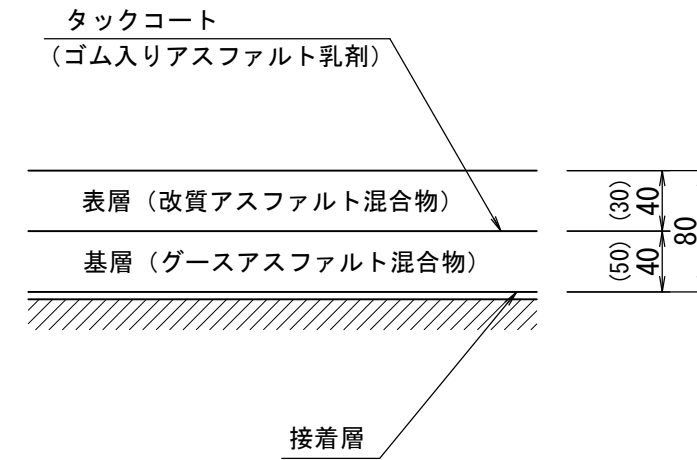 タックコート
（ゴム入りアスファルト乳剤）
表層（改質アスファルト混合物）
(30)
40
基層（グースアスファルト混合物）
(50)
40
80
接着層